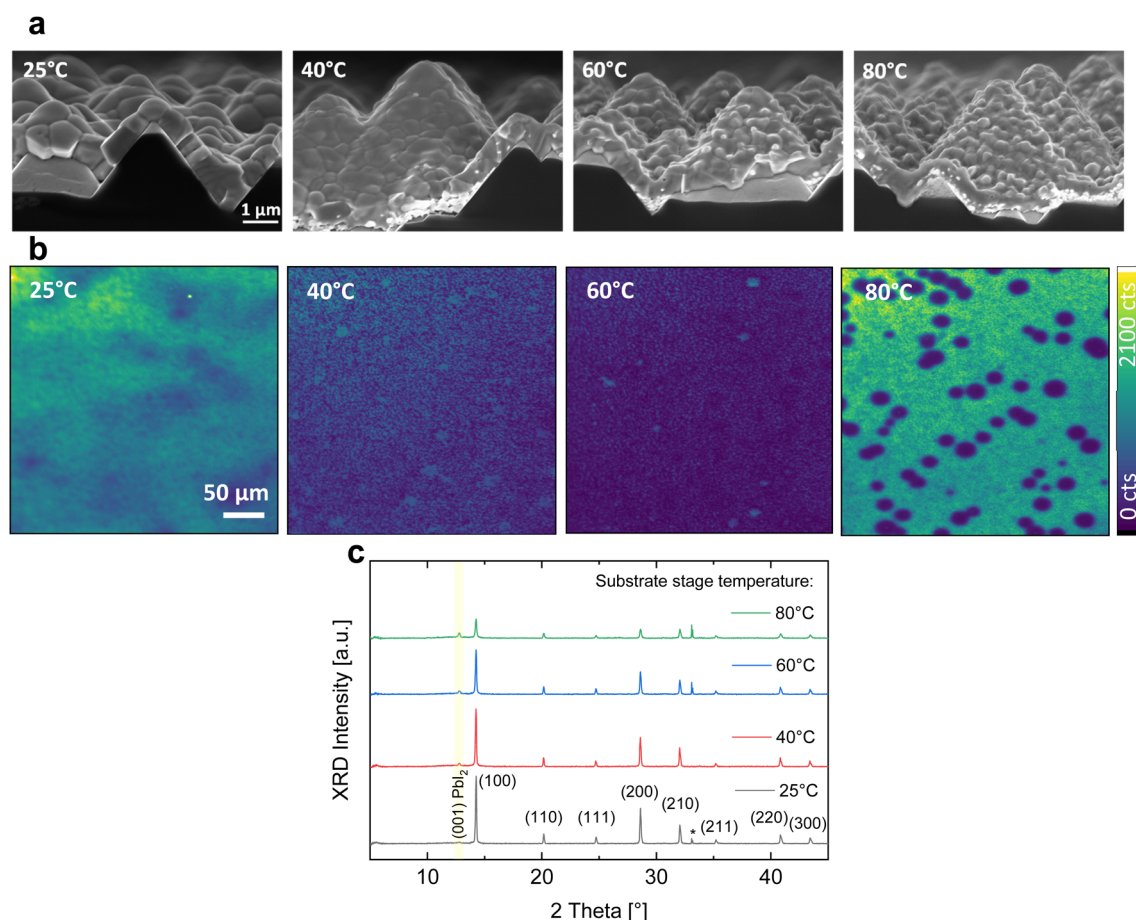 a
25°C
40°C
60°C
80°C
1 µm
b
25°C
40°C
60°C
80°C
50 µm
2100 cts
0 cts
c
Substrate stage temperature:
80°C
60°C
40°C
25°C
XRD Intensity [a.u.]
(001) PbI₂
(100)
(110)
(111)
(200)
(210)
*
(211)
(220)
(300)
10
20
30
40
2 Theta [°]